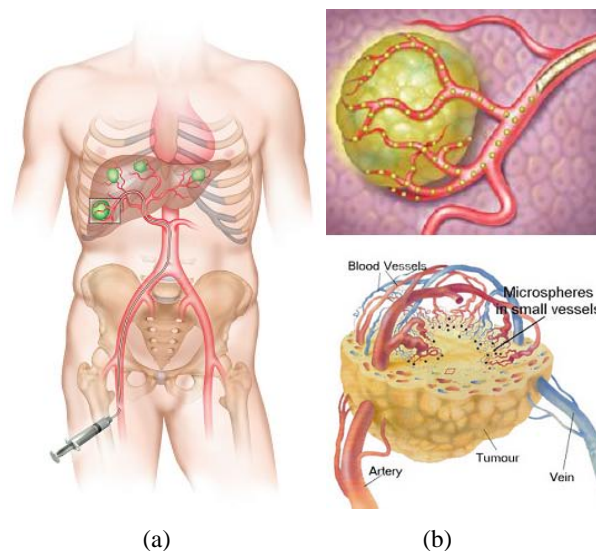 Blood Vessels
Microspheres
in small vessels
Tumour
Artery
Vein
(a)
(b)